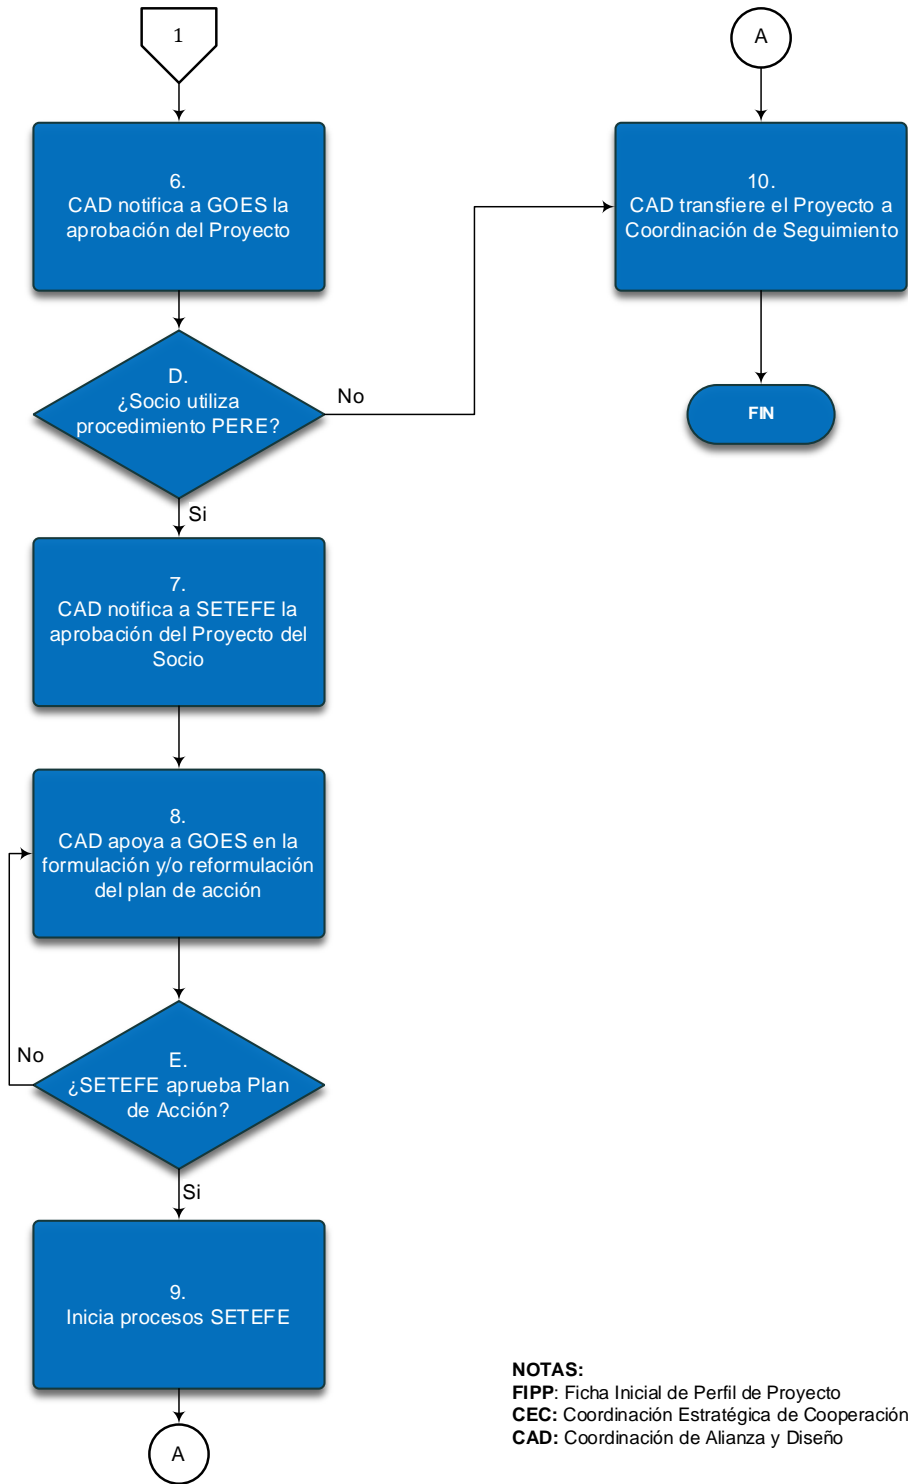 1
6.
CAD notifica a GOES la
aprobación del Proyecto
D.
¿Socio utiliza
procedimiento PERE?
No
Si
7.
CAD notifica a SETEFE la
aprobación del Proyecto del
Socio
8.
CAD apoya a GOES en la
formulación y/o reformulación
del plan de acción
No
E.
¿SETEFE aprueba Plan
de Acción?
Si
9.
Inicia procesos SETEFE
A
A
10.
CAD transfiere el Proyecto a
Coordinación de Seguimiento
FIN
NOTAS:
FIPP: Ficha Inicial de Perfil de Proyecto
CEC: Coordinación Estratégica de Cooperación
CAD: Coordinación de Alianza y Diseño